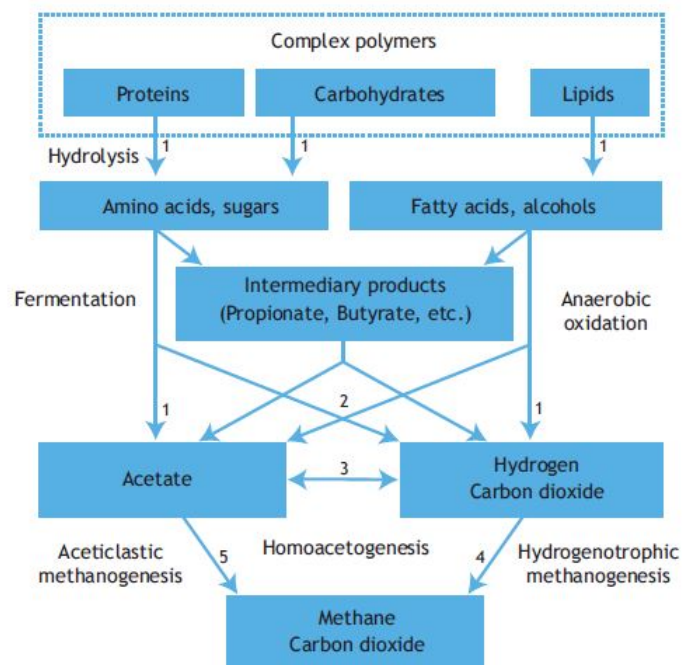 Complex polymers
Proteins
Carbohydrates
Lipids
1
1
1
Hydrolysis
Amino acids, sugars
Fatty acids, alcohols
Fermentation
Intermediary products
(Propionate, Butyrate, etc.)
Anaerobic
oxidation
2
1
1
Acetate
3
Hydrogen
Carbon dioxide
Aceticlastic
methanogenesis
5
Homoacetogenesis
4
Hydrogenotrophic
methanogenesis
Methane
Carbon dioxide